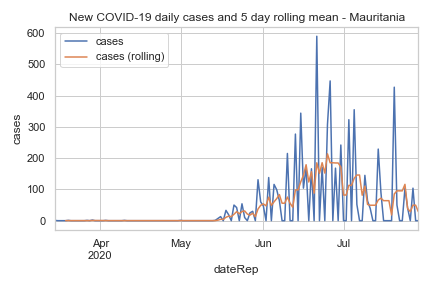 New COVID-19 daily cases and 5 day rolling mean - Mauritania
cases
cases (rolling)
600
500
400
300
200
100
0
cases
Apr
2020
May
Jun
Jul
dateRep